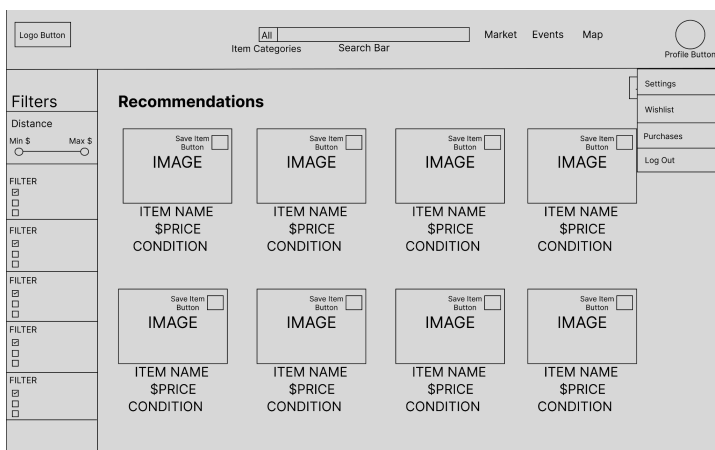 Logo Button
All
Item Categories
Search Bar
Market
Events
Map
Profile Button
Settings
Wishlist
Purchases
Log Out
Filters
Distance
Min $
Max $
FILTER
FILTER
FILTER
FILTER
FILTER
Recommendations
Save Item
Button
IMAGE
ITEM NAME
$PRICE
CONDITION
Save Item
Button
IMAGE
ITEM NAME
$PRICE
CONDITION
Save Item
Button
IMAGE
ITEM NAME
$PRICE
CONDITION
Save Item
Button
IMAGE
ITEM NAME
$PRICE
CONDITION
Save Item
Button
IMAGE
ITEM NAME
$PRICE
CONDITION
Save Item
Button
IMAGE
ITEM NAME
$PRICE
CONDITION
Save Item
Button
IMAGE
ITEM NAME
$PRICE
CONDITION
Save Item
Button
IMAGE
ITEM NAME
$PRICE
CONDITION